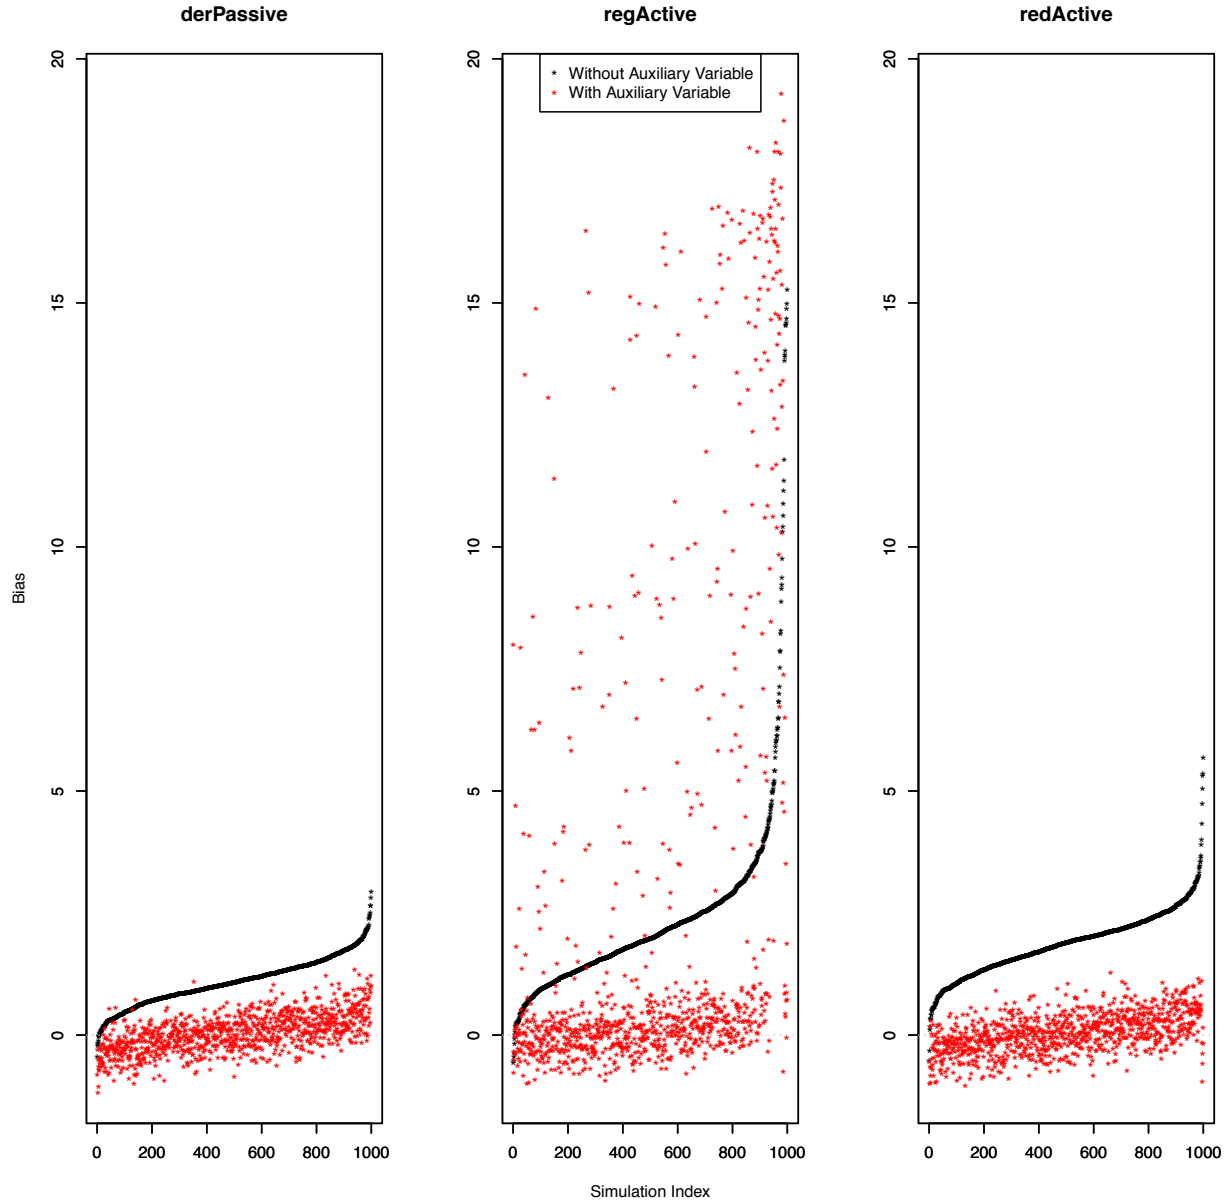 derPassive
regActive
redActive
20
15
10
5
0
0 200 400 600 800 1000
Bias
20
15
10
5
0
* Without Auxiliary Variable
* With Auxiliary Variable
0 200 400 600 800 1000
Simulation Index
20
15
10
5
0
0 200 400 600 800 1000